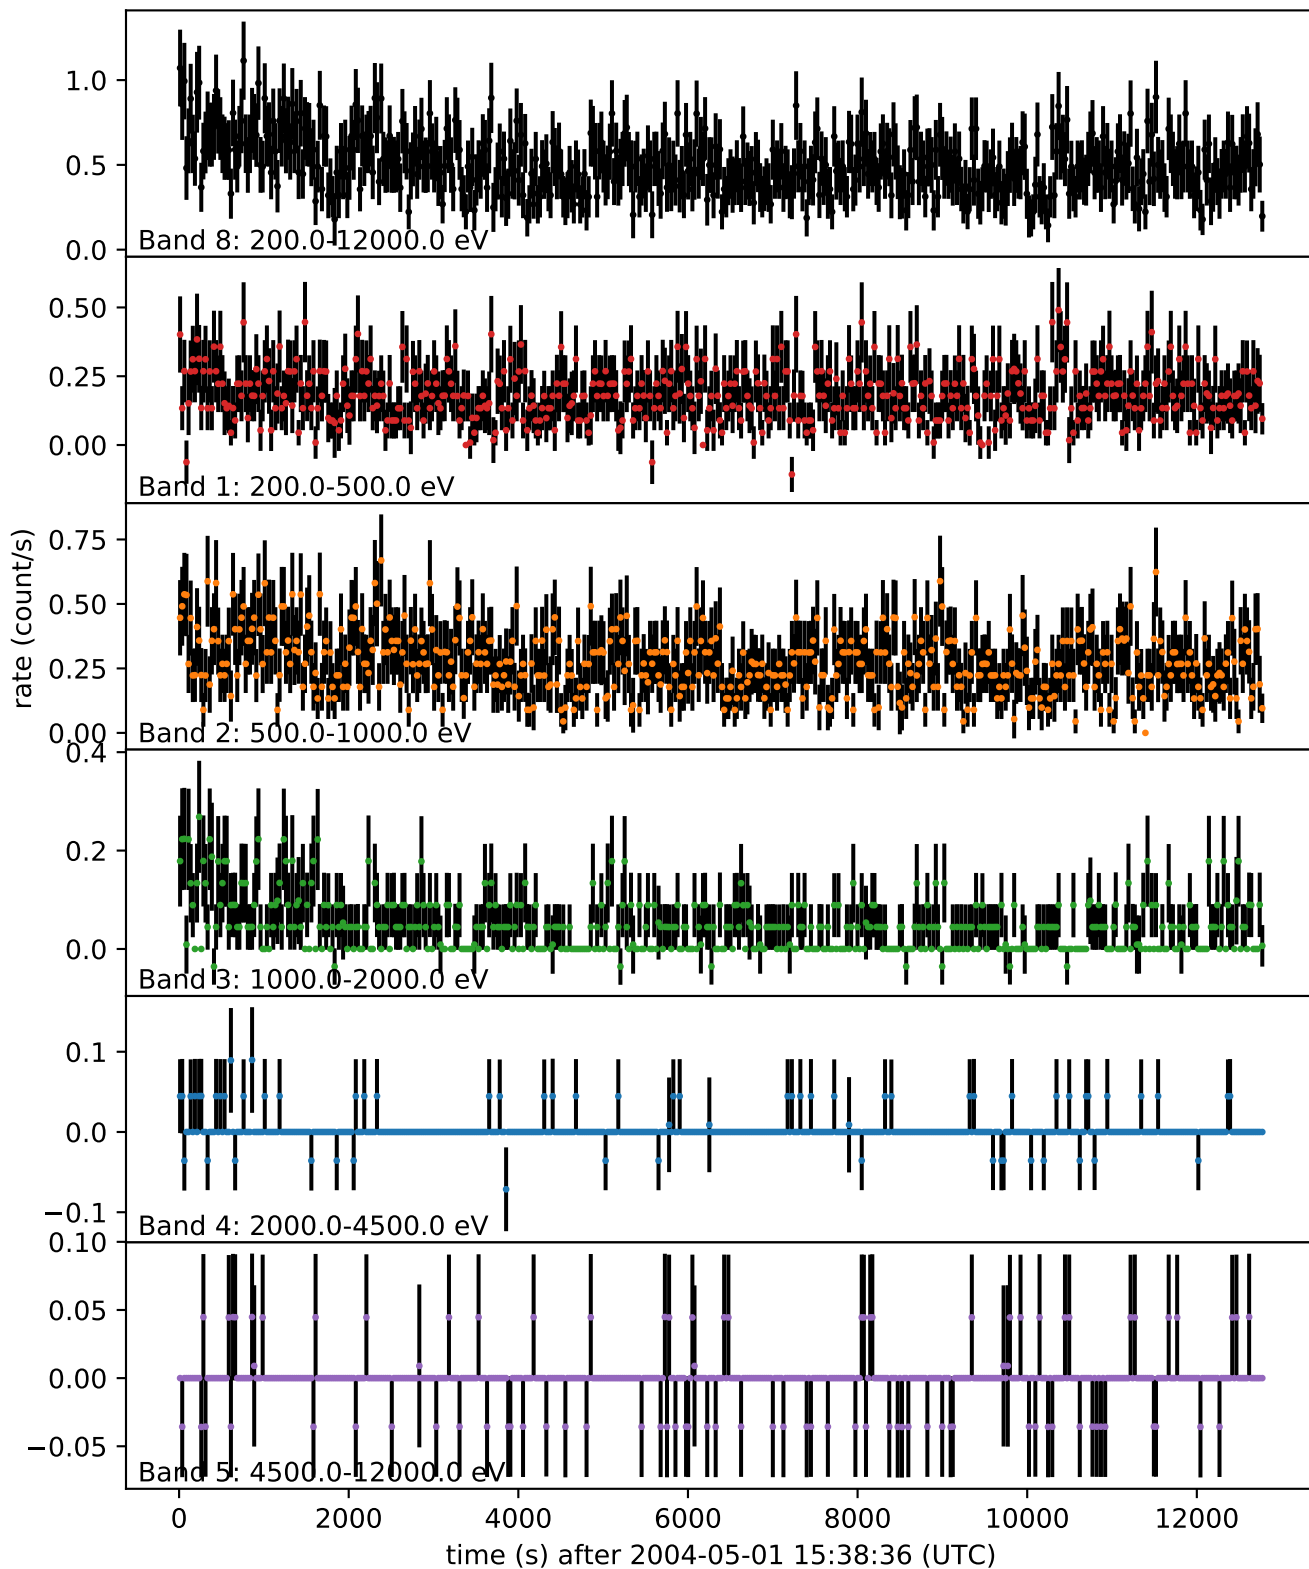 1.0
0.5
0.0
Band 8: 200.0-12000.0 eV
0.50
0.25
0.00
Band 1: 200.0-500.0 eV
rate (count/s)
0.75
0.50
0.25
0.00
Band 2: 500.0-1000.0 eV
0.4
0.2
0.0
Band 3: 1000.0-2000.0 eV
0.1
0.0
−0.1
Band 4: 2000.0-4500.0 eV
0.10
0.05
0.00
−0.05
Band 5: 4500.0-12000.0 eV
0 2000 4000 6000 8000 10000 12000
time (s) after 2004-05-01 15:38:36 (UTC)